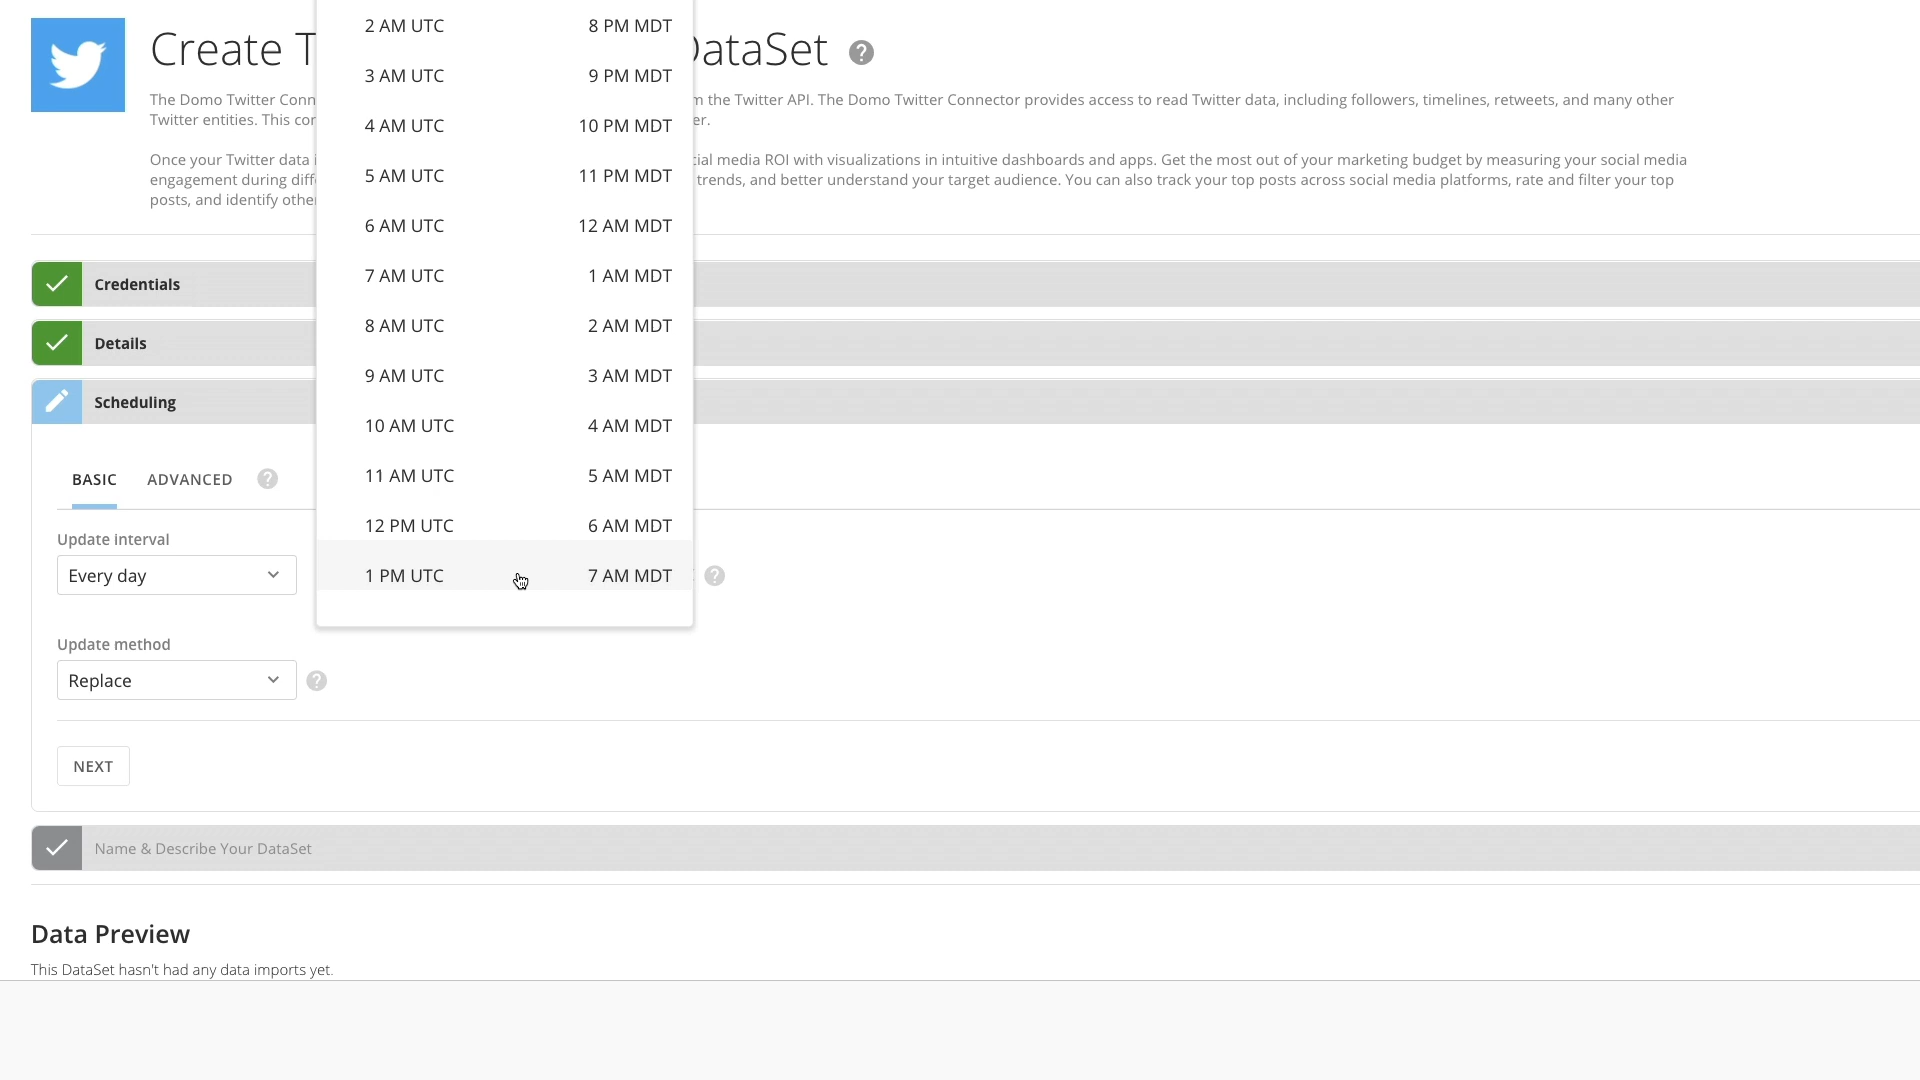 Create T
DataSet
The Domo Twitter Conn
m the Twitter API. The Domo Twitter Connector provides access to read Twitter data, including followers, timelines, retweets, and many other
Twitter entities. This cor
er.
Once your Twitter data i
cial media ROI with visualizations in intuitive dashboards and apps. Get the most out of your marketing budget by measuring your social media
engagement during diff
trends, and better understand your target audience. You can also track your top posts across social media platforms, rate and filter your top
posts, and identify othe
2 AM UTC 8 PM MDT
3 AM UTC 9 PM MDT
4 AM UTC 10 PM MDT
5 AM UTC 11 PM MDT
6 AM UTC 12 AM MDT
7 AM UTC 1 AM MDT
8 AM UTC 2 AM MDT
9 AM UTC 3 AM MDT
10 AM UTC 4 AM MDT
11 AM UTC 5 AM MDT
12 PM UTC 6 AM MDT
1 PM UTC 7 AM MDT
Credentials
Details
Scheduling
BASIC ADVANCED ?
Update interval
Every day
?
Update method
Replace
?
NEXT
Name & Describe Your DataSet
Data Preview
This DataSet hasn't had any data imports yet.